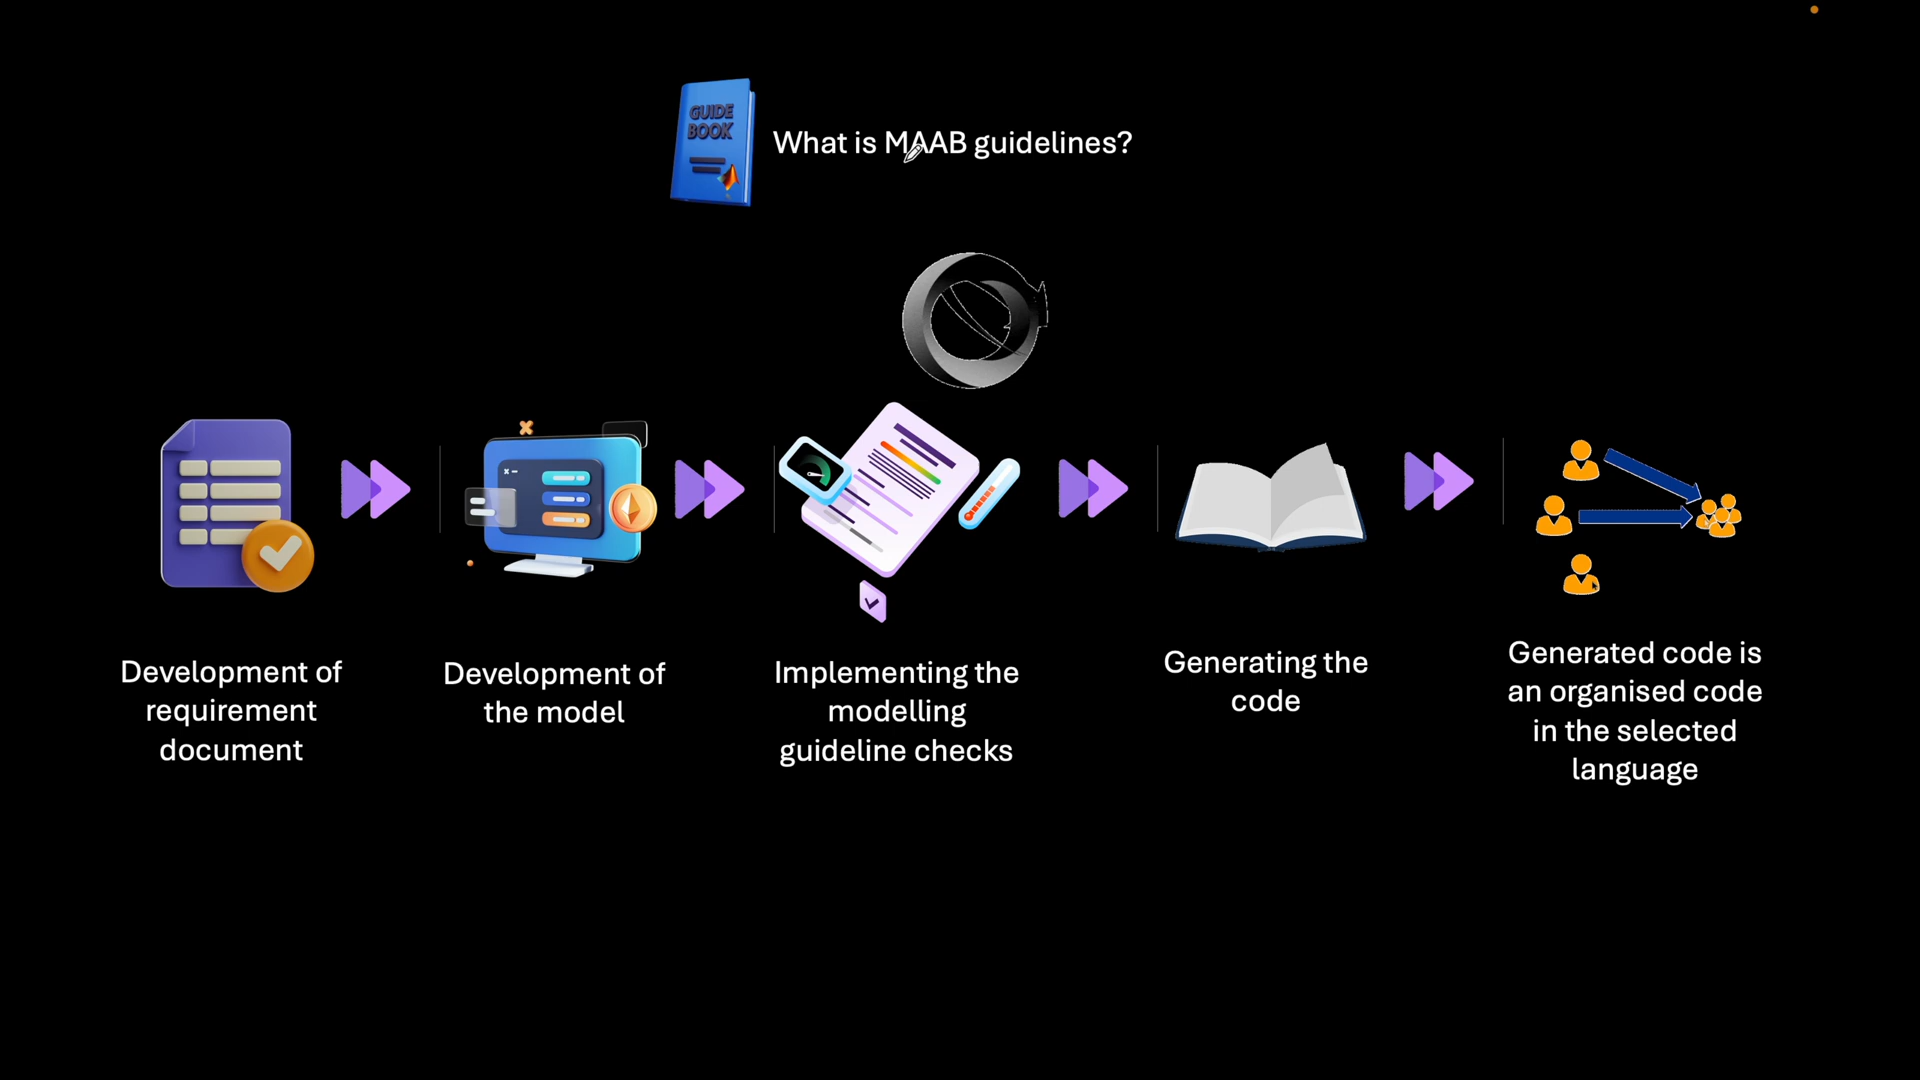 GUIDE
BOOK
What is MAAB guidelines?
Development of
requirement
document
Development of
the model
Implementing the
modelling
guideline checks
Generating the
code
Generated code is
an organised code
in the selected
language